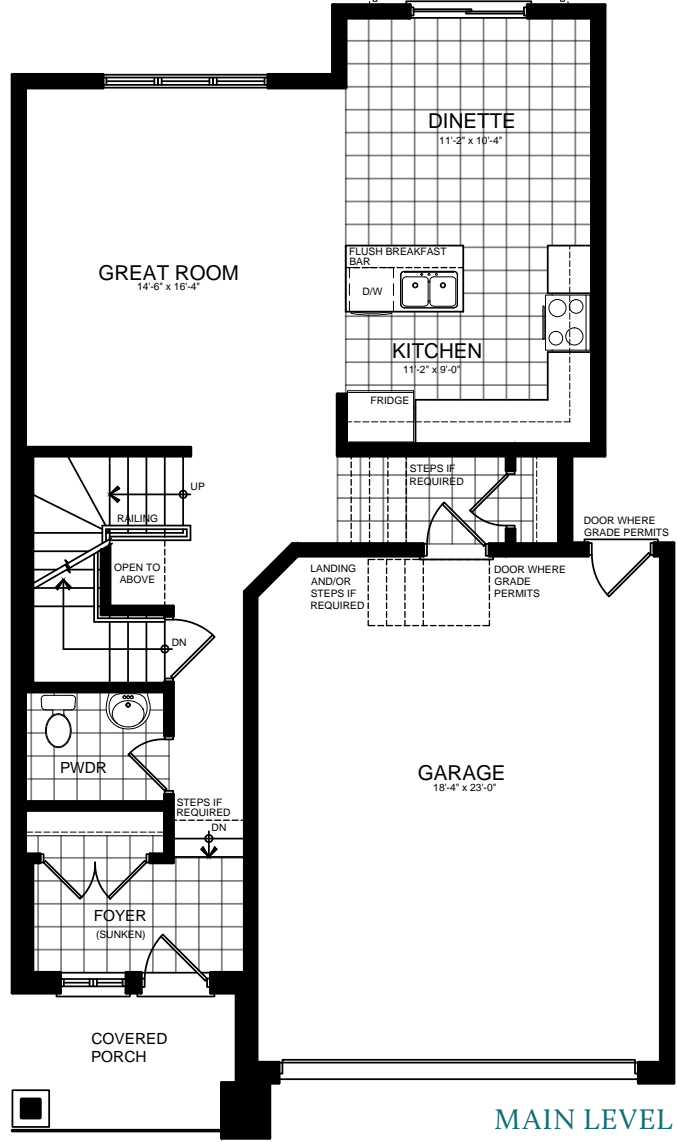 DINETTE
11'-2" x 10'-4"
FLUSH BREAKFAST
BAR
D/W
GREAT ROOM
14'-6" x 16'-4"
KITCHEN
11'-2" x 9'-0"
FRIDGE
STEPS IF
REQUIRED
UP
RAILING
DOOR WHERE
GRADE PERMITS
OPEN TO
ABOVE
LANDING
AND/OR
STEPS IF
REQUIRED
DOOR WHERE
GRADE
PERMITS
DN
PWDR
GARAGE
18'-4" x 23'-0"
STEPS IF
REQUIRED
DN
FOYER
(SUNKEN)
COVERED
PORCH
MAIN LEVEL